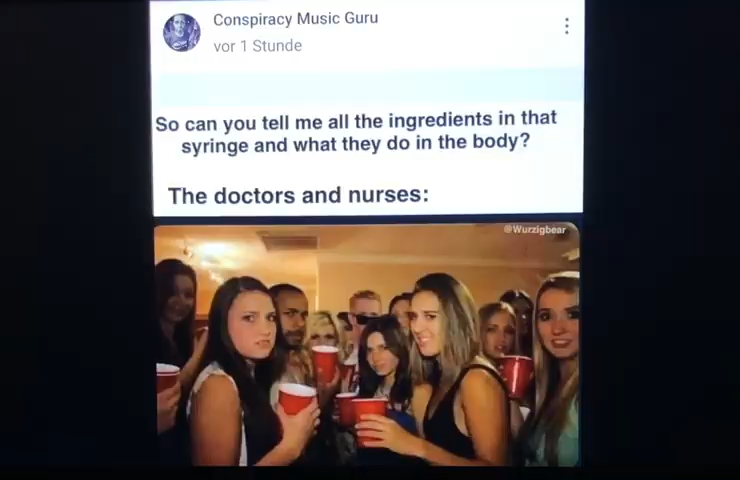 Conspiracy Music Guru
vor 1 Stunde
So can you tell me all the ingredients in that
syringe and what they do in the body?
The doctors and nurses:
@Wurzigbear